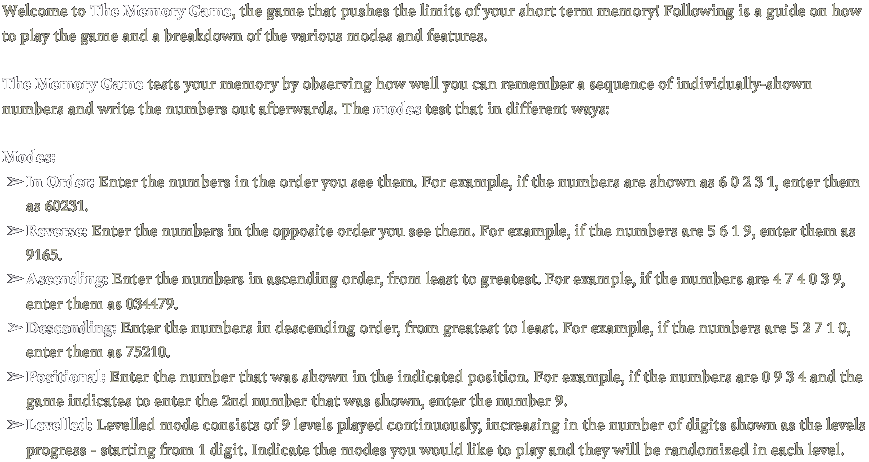 Welcome to The Memory Game, the game that pushes the limits of your short term memory! Following is a guide on how
to play the game and a breakdown of the various modes and features.
The Memory Game tests your memory by observing how well you can remember a sequence of individually-shown
numbers and write the numbers out afterwards. The modes test that in different ways:
Modes:
➢ In Order: Enter the numbers in the order you see them. For example, if the numbers are shown as 6 0 2 3 1, enter them
as 60231.
➢ Reverse: Enter the numbers in the opposite order you see them. For example, if the numbers are 5 6 1 9, enter them as
9165.
➢ Ascending: Enter the numbers in ascending order, from least to greatest. For example, if the numbers are 4 7 4 0 3 9,
enter them as 034479.
➢ Descending: Enter the numbers in descending order, from greatest to least. For example, if the numbers are 5 2 7 1 0,
enter them as 75210.
➢ Positional: Enter the number that was shown in the indicated position. For example, if the numbers are 0 9 3 4 and the
game indicates to enter the 2nd number that was shown, enter the number 9.
➢ Levelled: Levelled mode consists of 9 levels played continuously, increasing in the number of digits shown as the levels
progress - starting from 1 digit. Indicate the modes you would like to play and they will be randomized in each level.